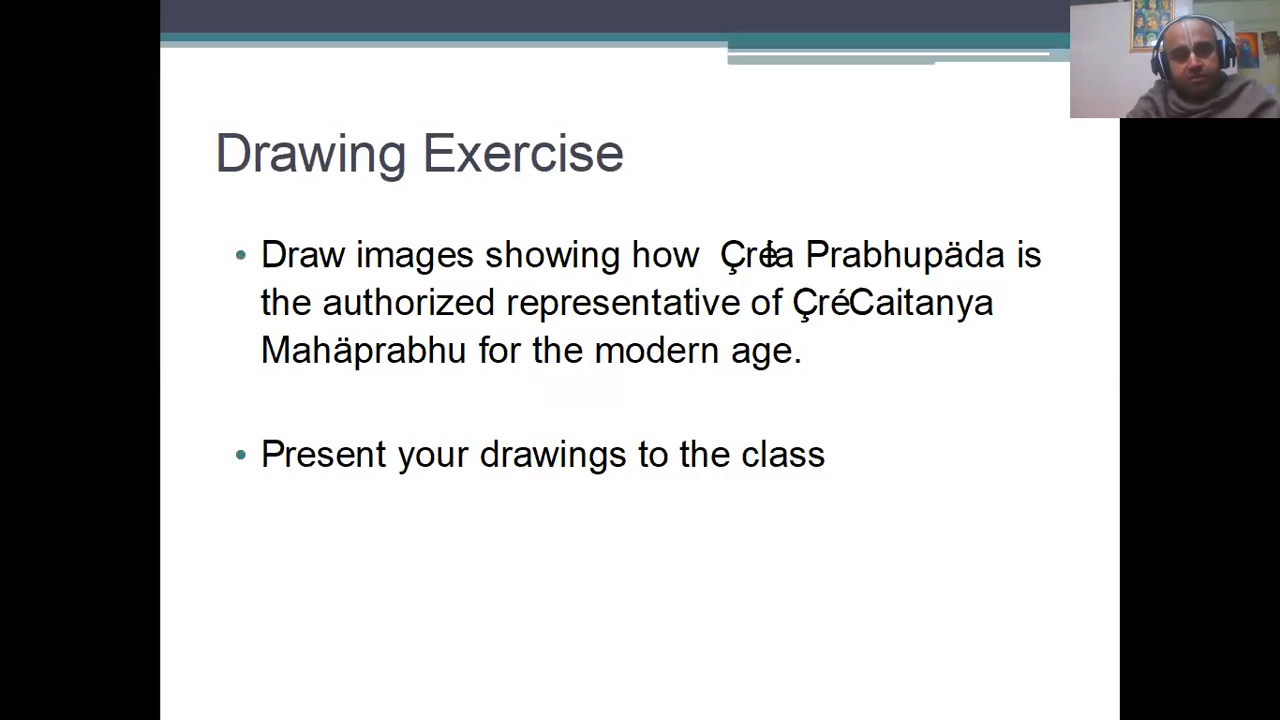 Drawing Exercise
• Draw images showing how Çréla Prabhupäda is
the authorized representative of ÇréCaitanya
Mahäprabhu for the modern age.
• Present your drawings to the class